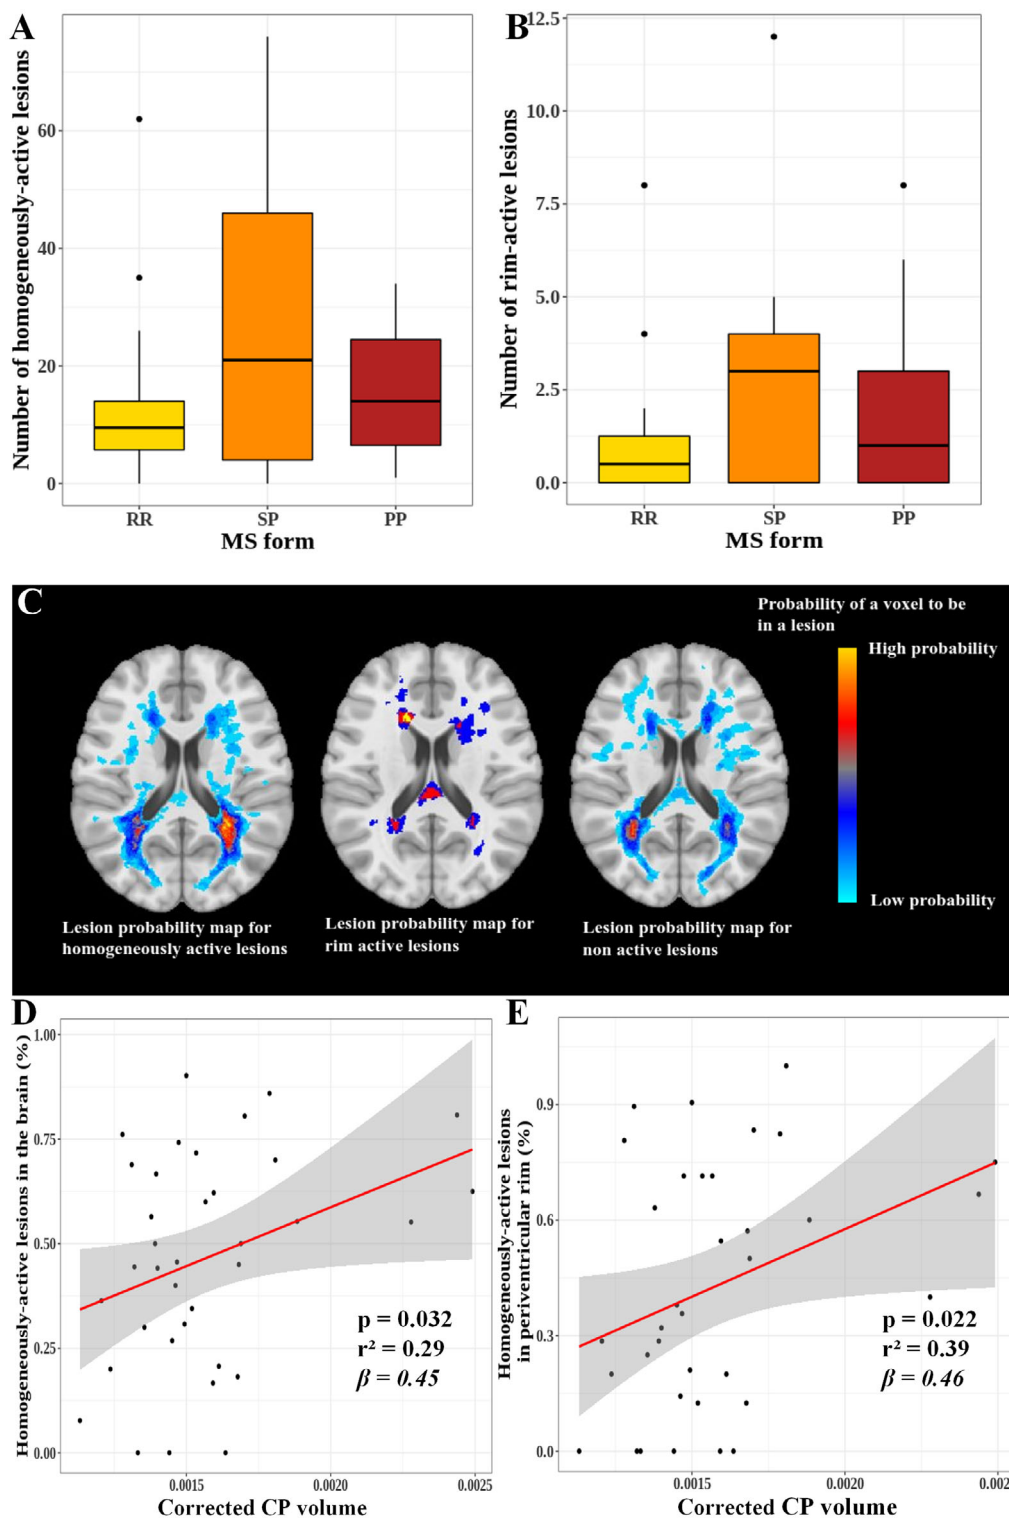 A
Number of homogeneously-active lesions
60
40
20
0
RR
SP
PP
MS form
B
Number of rim-active lesions
12.5
10.0
7.5
5.0
2.5
0.0
RR
SP
PP
MS form
C
Probability of a voxel to be
in a lesion
High probability
Low probability
Lesion probability map for
homogeneously active lesions
Lesion probability map for
rim active lesions
Lesion probability map for
non active lesions
D
Homogeneously-active lesions in the brain (%)
1.00
0.75
0.50
0.25
0.00
p = 0.032
r² = 0.29
β = 0.45
0.0015
0.0020
0.0025
Corrected CP volume
E
Homogeneously-active lesions
in periventricular rim (%)
0.9
0.6
0.3
0.0
p = 0.022
r² = 0.39
β = 0.46
0.0015
0.0020
0.002
Corrected CP volume